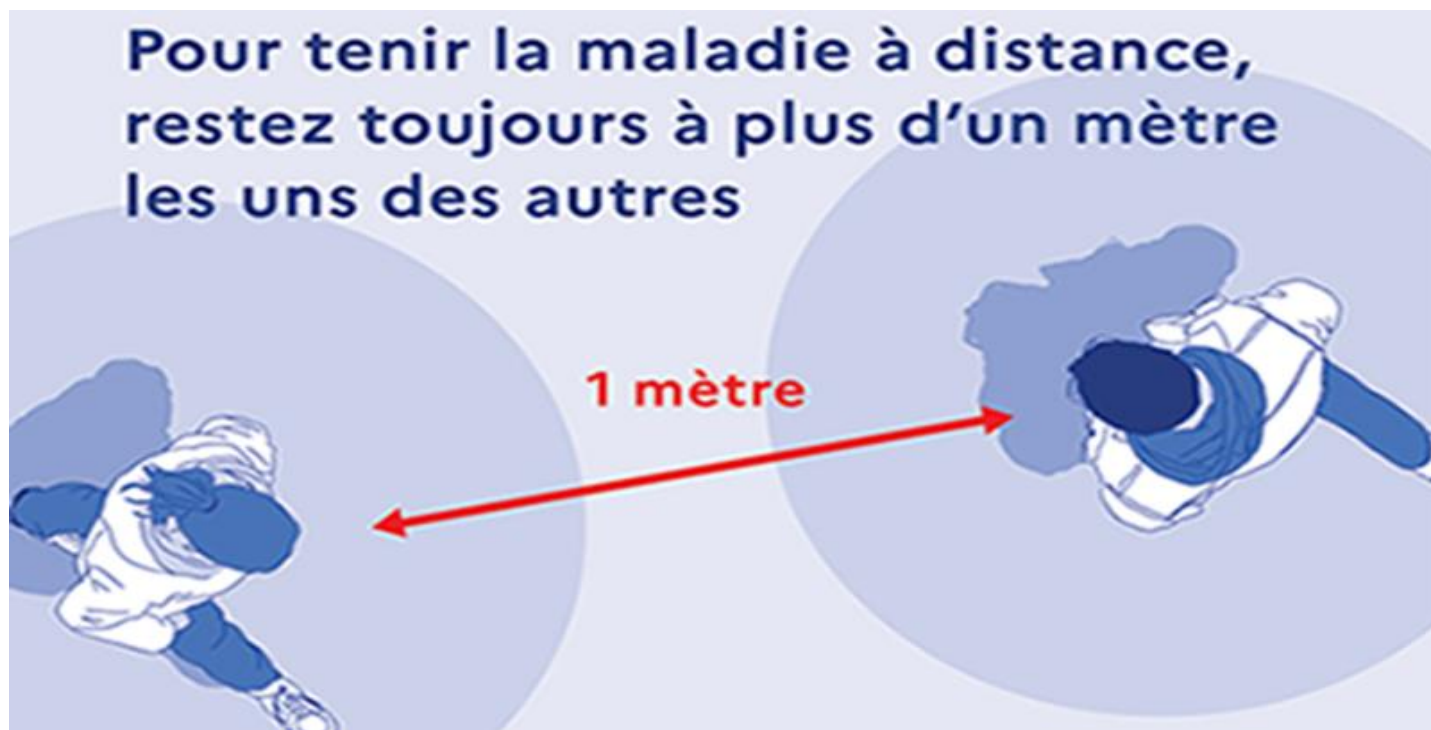 Pour tenir la maladie à distance,
restez toujours à plus d’un mètre
les uns des autres
1 mètre